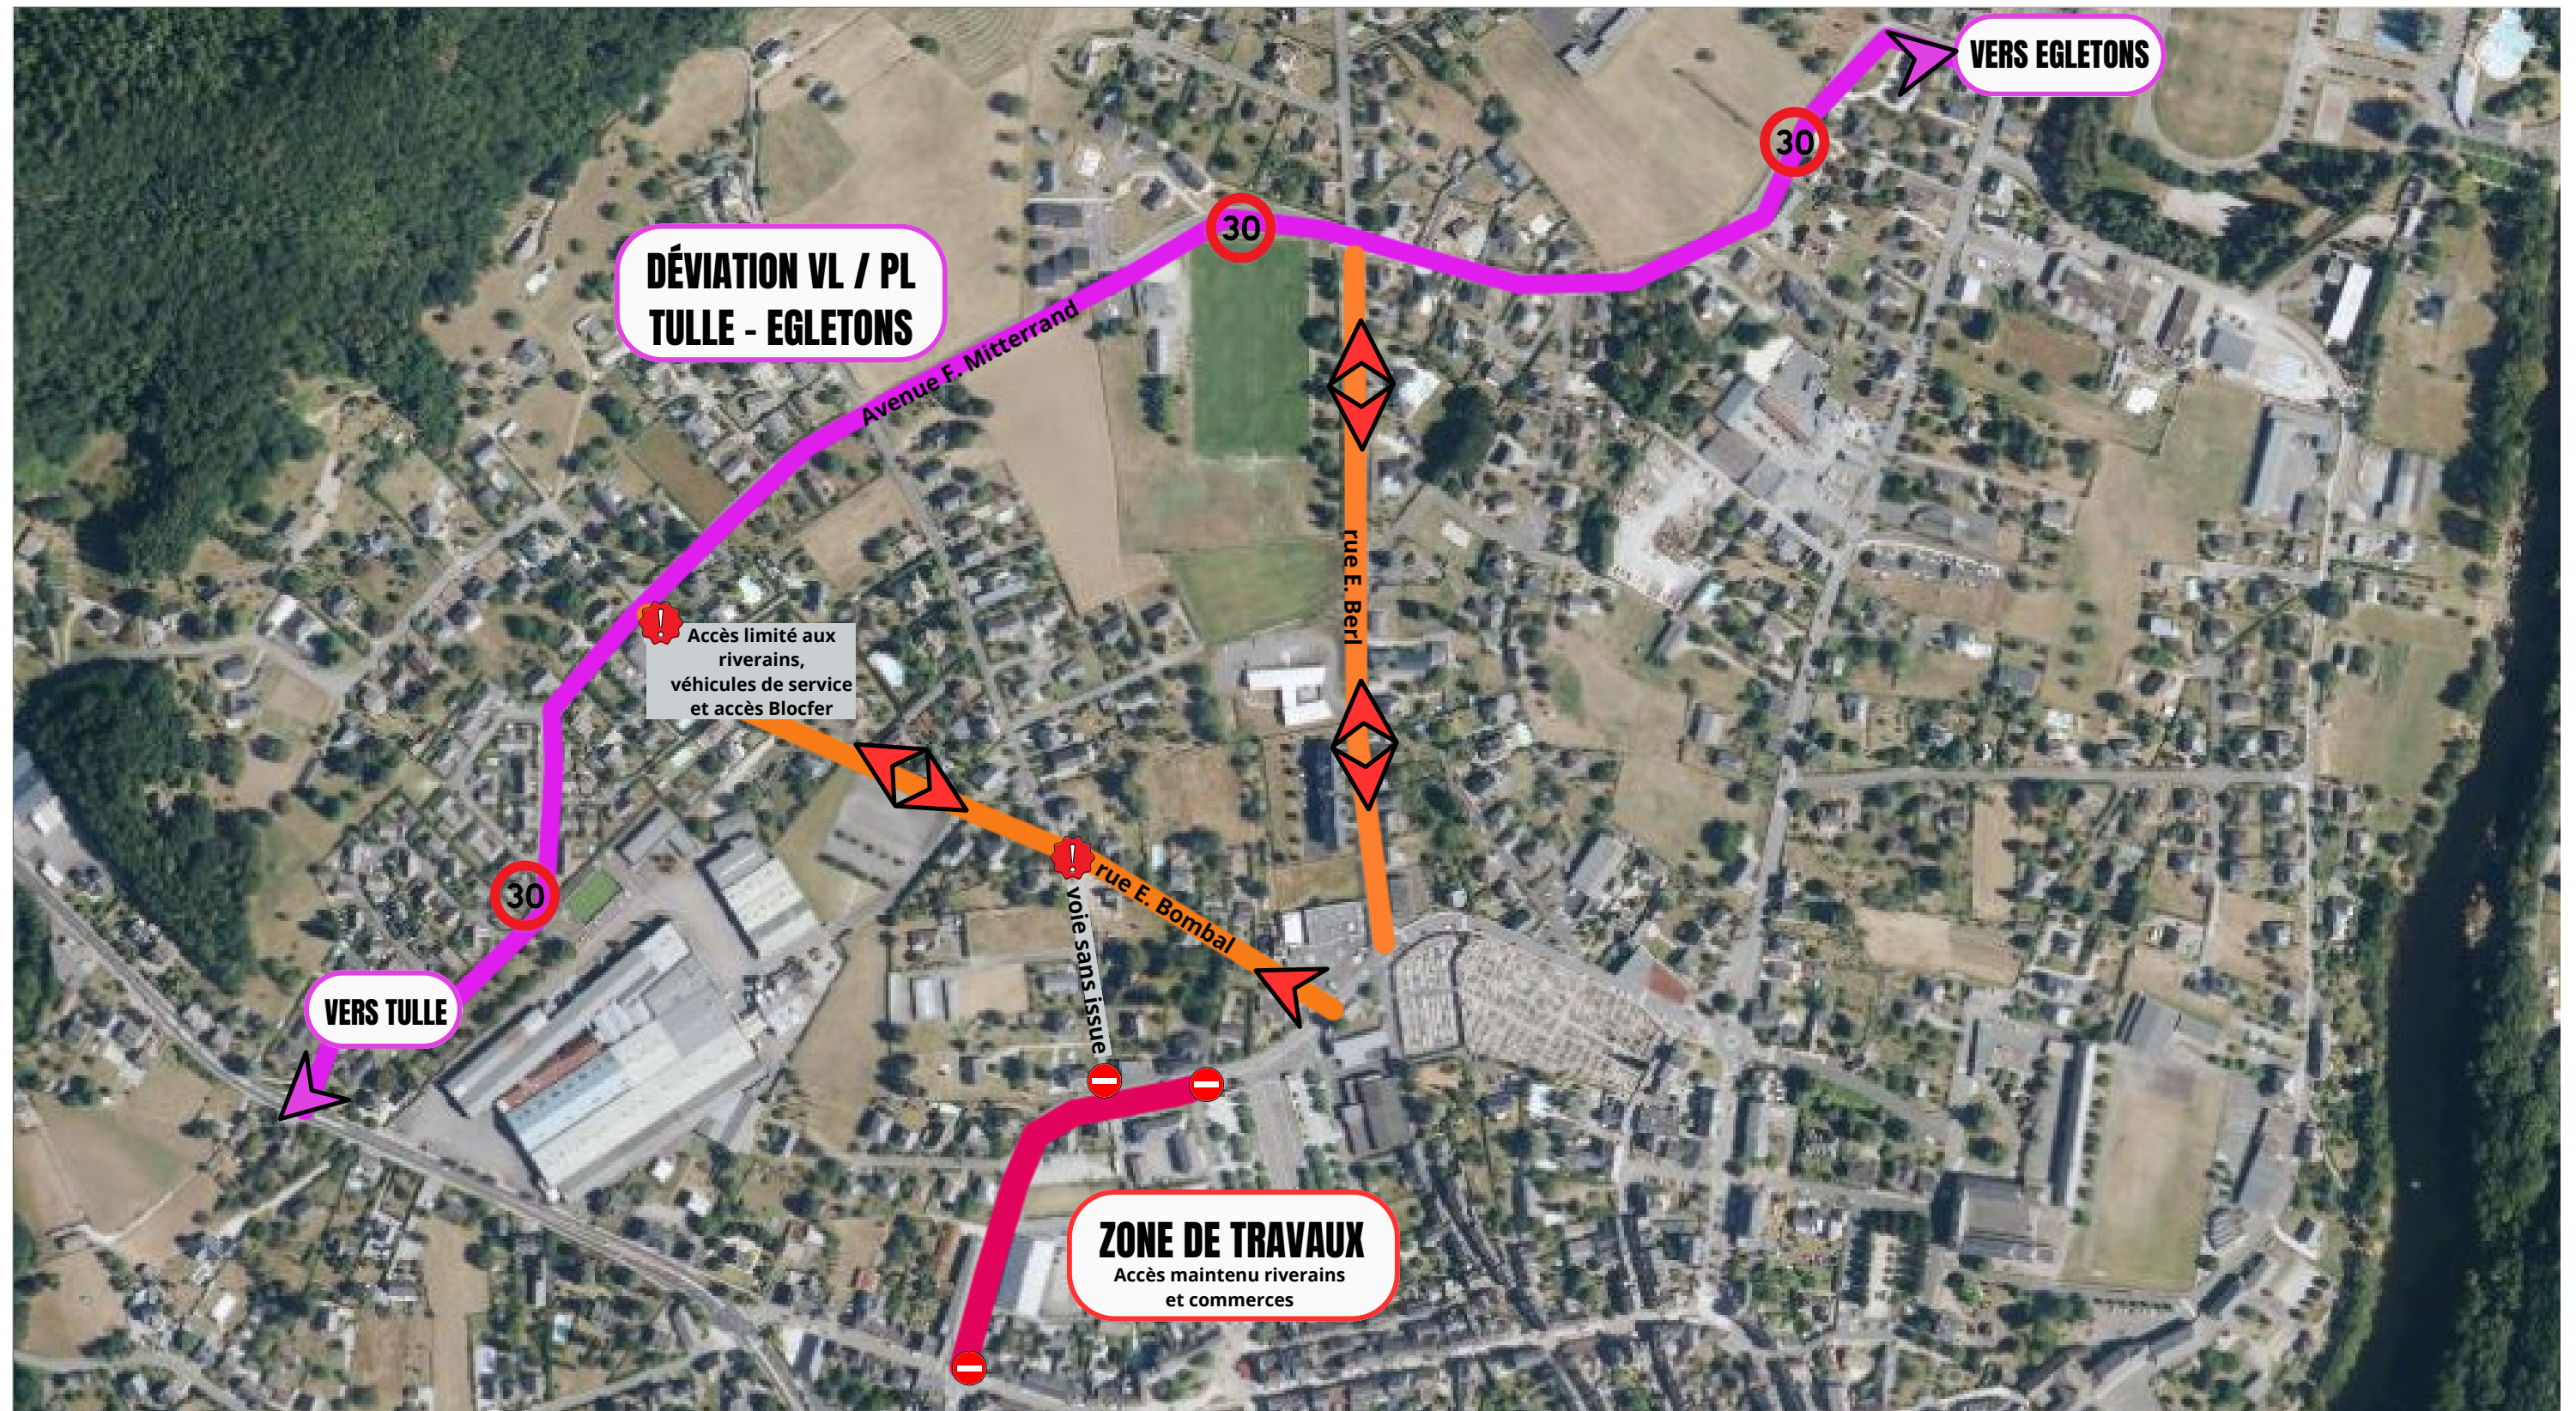 VERS EGLETONS
30
30
DÉVIATION VL / PL
TULLE - EGLETONS
Avenue F. Mitterrand
rue E. Berl
Accès limité aux
riverains,
véhicules de service
et accès Blocfer
!
!
rue E. Bombal
voie sans issue
30
VERS TULLE
ZONE DE TRAVAUX
Accès maintenu riverains
et commerces